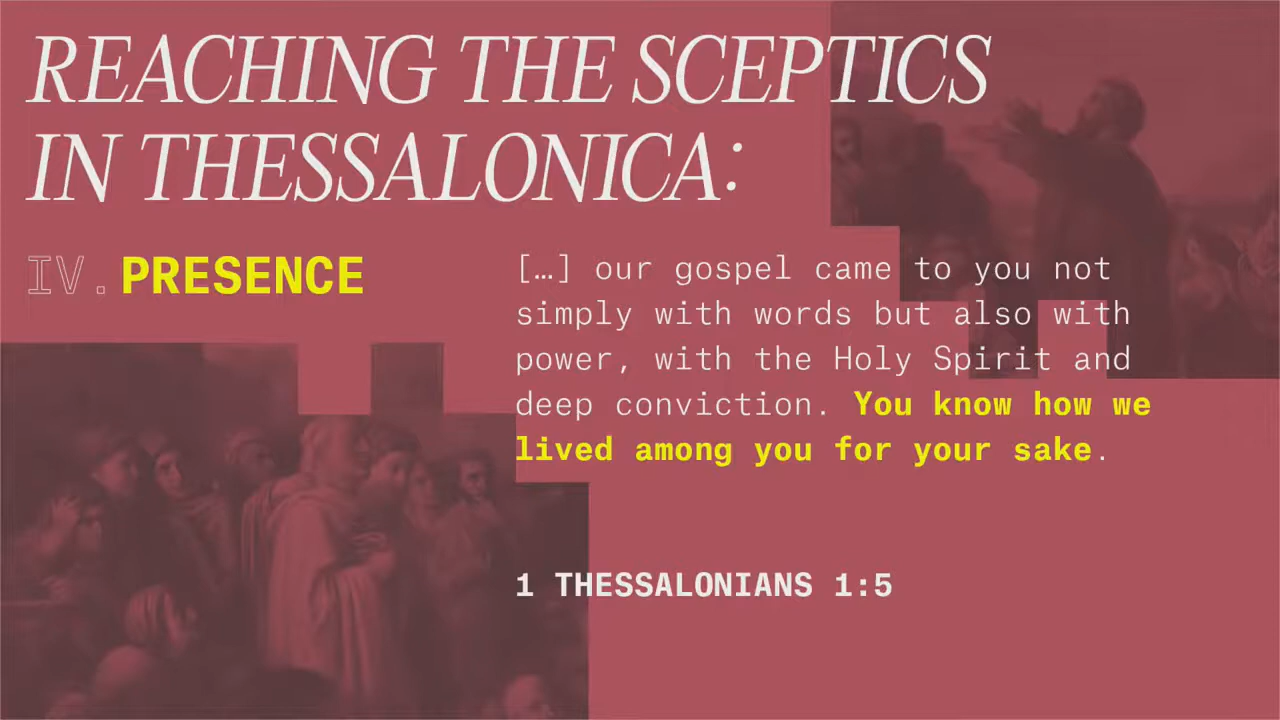 REACHING THE SCEPTICS
IN THESSALONICA:
IV. PRESENCE
[…] our gospel came to you not
simply with words but also with
power, with the Holy Spirit and
deep conviction. You know how we
lived among you for your sake.
1 THESSALONIANS 1:5